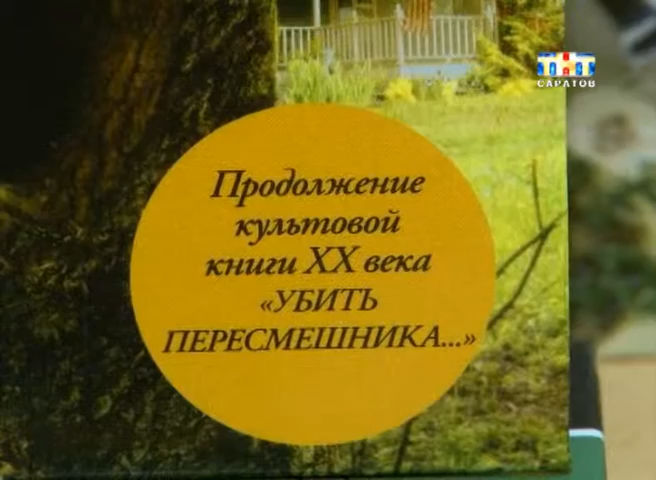 ТНТ
САРАТОВ
Продолжение
культовой
книги XX века
«УБИТЬ
ПЕРЕСМЕШНИКА...»